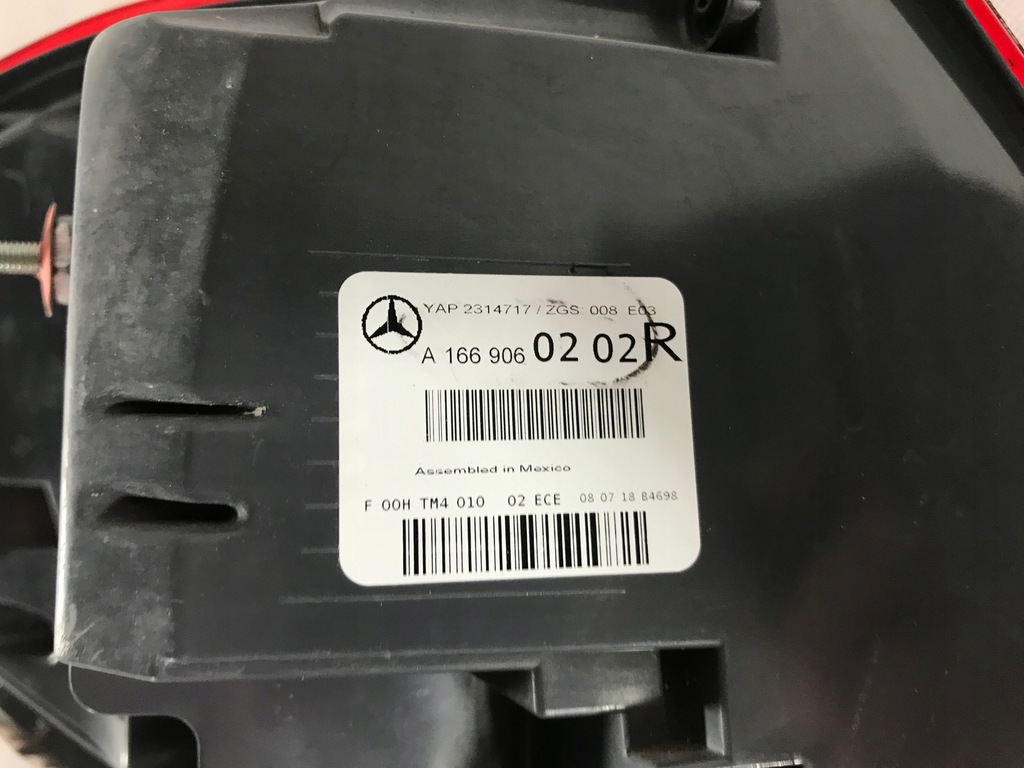 YAP 2314717 / ZGS: 008 E03
A 166 906 02 02 R
Assembled in Mexico
F 00H TM4 010 02 ECE 08 07 18 84698